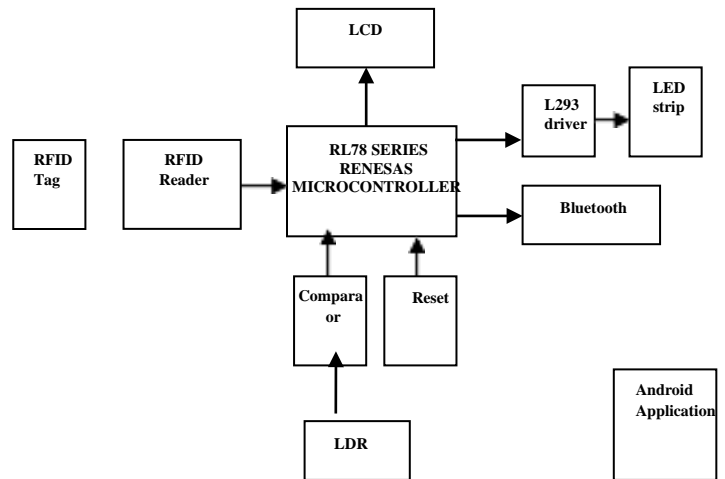 LCD
L293
driver
LED
strip
RFID
Tag
RFID
Reader
RL78 SERIES
RENESAS
MICROCONTROLLER
Bluetooth
Compara
or
Reset
Android
Application
LDR